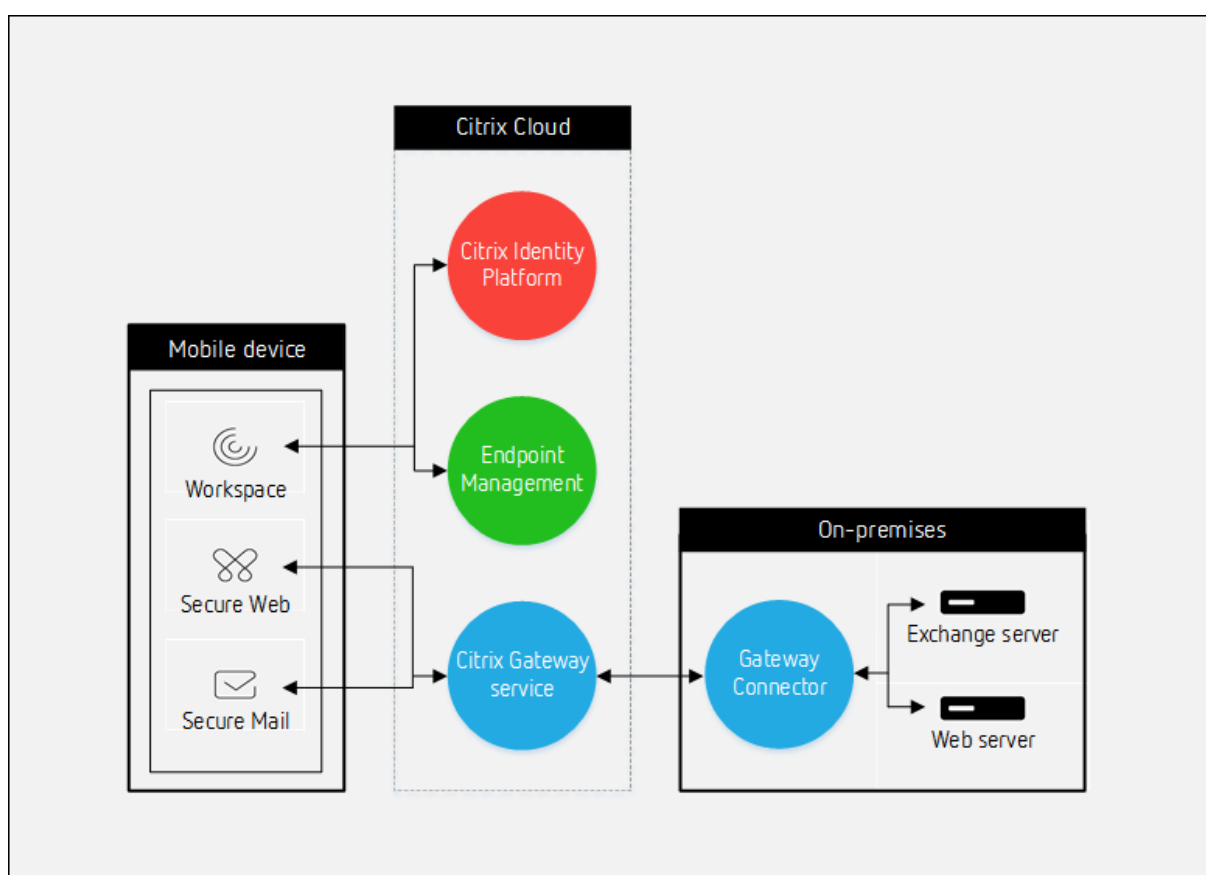 Citrix Cloud
Citrix Identity
Platform
Mobile device
Workspace
Endpoint
Management
On-premises
Secure Web
Exchange server
Citrix Gateway
service
Gateway
Connector
Secure Mail
Web server